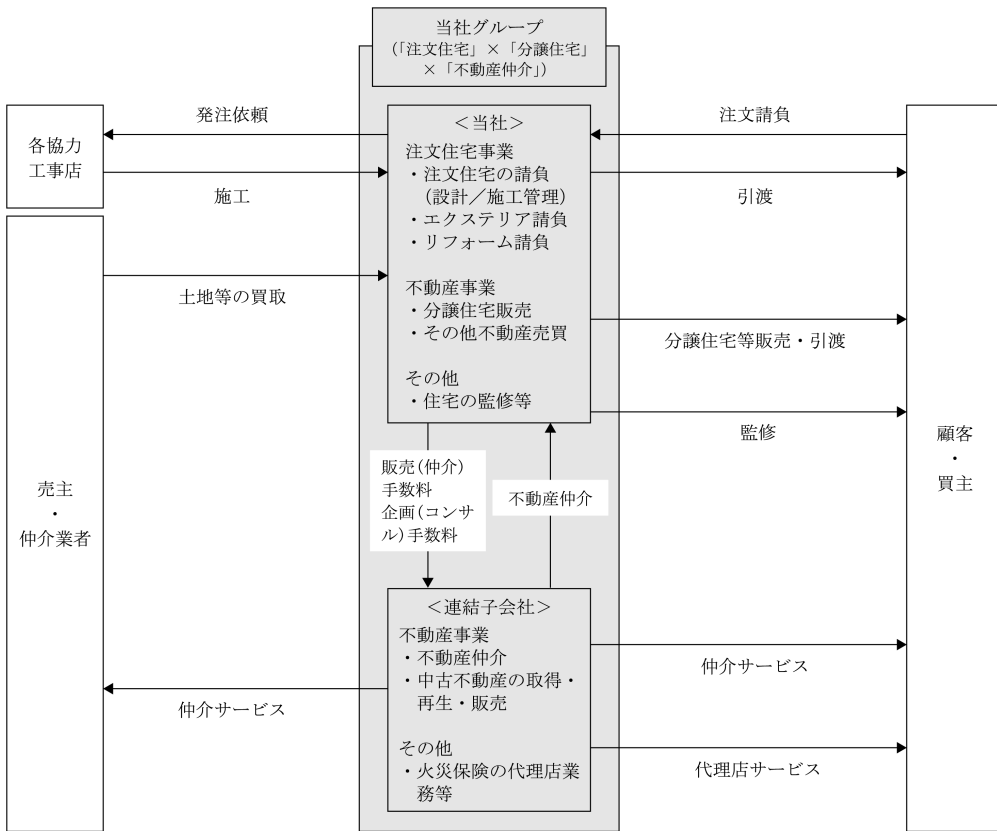 当社グループ
(「注文住宅」×「分譲住宅」
×「不動産仲介」)
各協力
工事店
発注依頼
施工
＜当社＞
注文住宅事業
・注文住宅の請負
(設計／施工管理)
・エクステリア請負
・リフォーム請負
不動産事業
・分譲住宅販売
・その他不動産売買
その他
・住宅の監修等
注文請負
引渡
土地等の買取
分譲住宅等販売・引渡
監修
売主
・
仲介業者
顧客
・
買主
販売(仲介)
手数料
企画(コンサ
ル)手数料
不動産仲介
＜連結子会社＞
不動産事業
・不動産仲介
・中古不動産の取得・
再生・販売
その他
・火災保険の代理店業
務等
仲介サービス
仲介サービス
代理店サービス